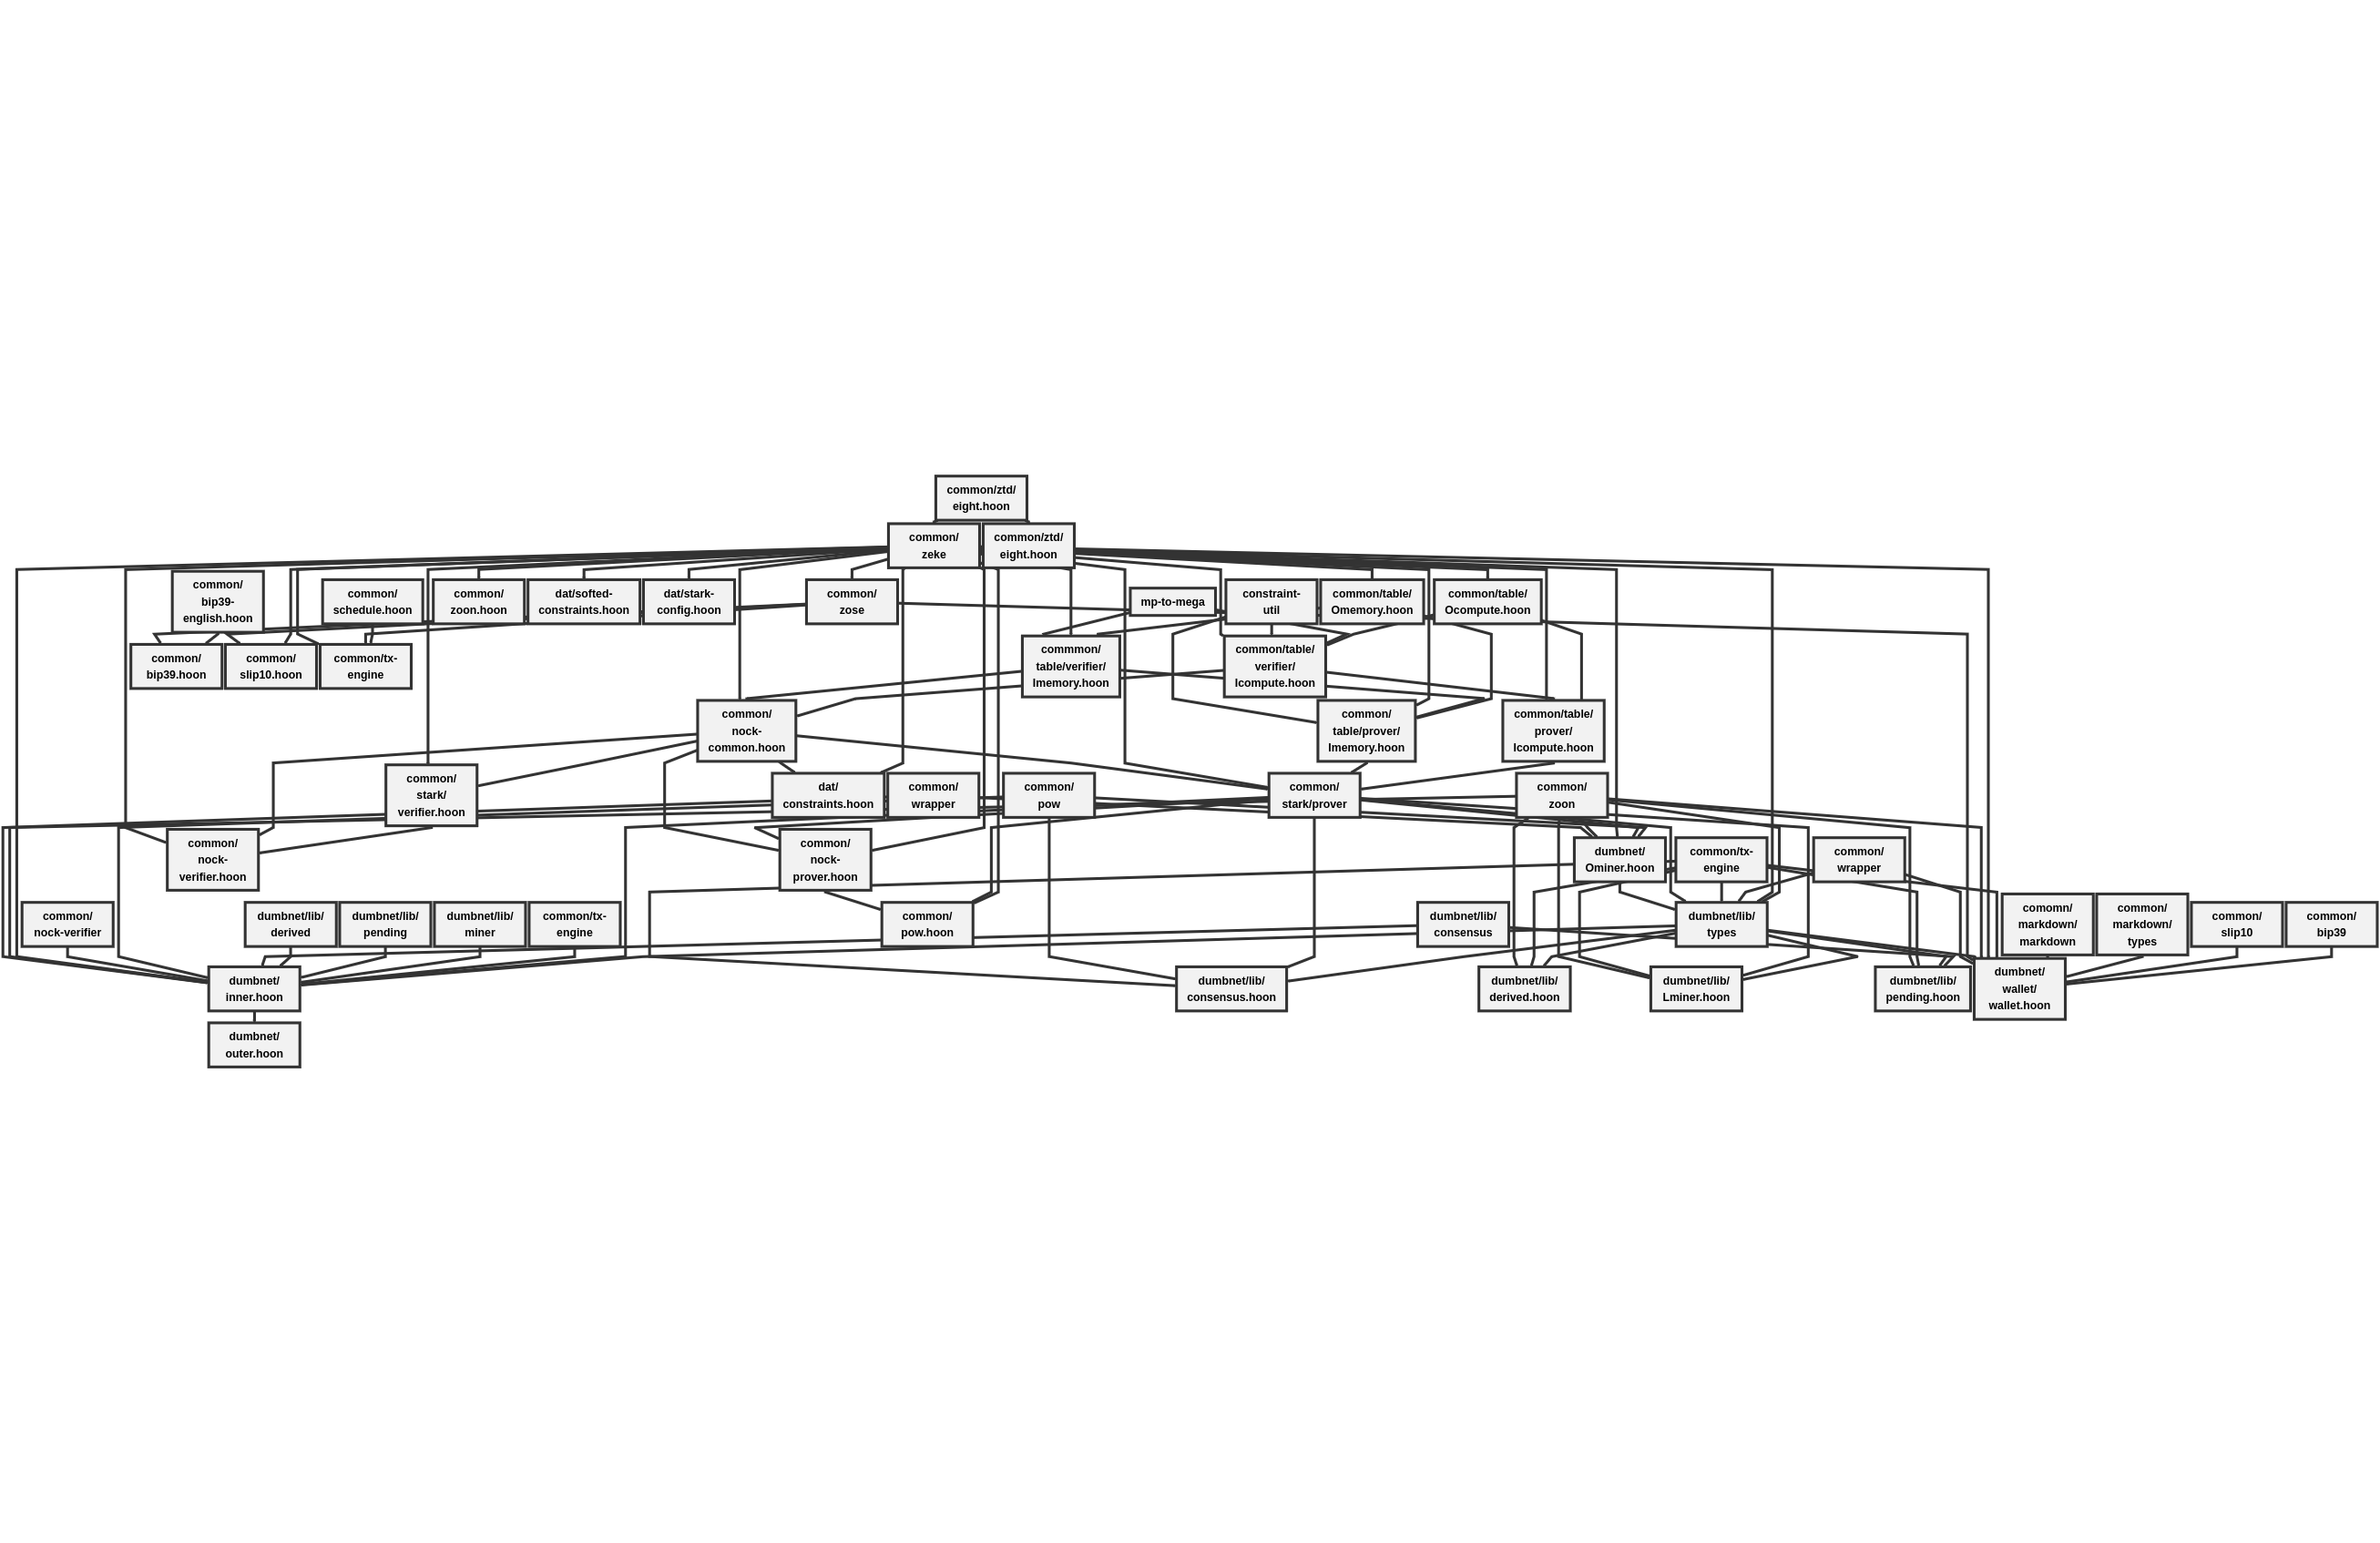 common/ztd/
eight.hoon
common/
zeke
common/ztd/
eight.hoon
common/
bip39-
english.hoon
common/
schedule.hoon
common/
zoon.hoon
dat/softed-
constraints.hoon
dat/stark-
config.hoon
common/
zose
mp-to-mega
constraint-
util
common/table/
Omemory.hoon
common/table/
Ocompute.hoon
common/
bip39.hoon
common/
slip10.hoon
common/tx-
engine
commmon/
table/verifier/
Imemory.hoon
common/table/
verifier/
Icompute.hoon
common/
nock-
common.hoon
common/
table/prover/
Imemory.hoon
common/table/
prover/
Icompute.hoon
common/
stark/
verifier.hoon
dat/
constraints.hoon
common/
wrapper
common/
pow
common/
stark/prover
common/
zoon
common/
nock-
verifier.hoon
common/
nock-
prover.hoon
dumbnet/
Ominer.hoon
common/tx-
engine
common/
wrapper
common/
nock-verifier
dumbnet/lib/
derived
dumbnet/lib/
pending
dumbnet/lib/
miner
common/tx-
engine
common/
pow.hoon
dumbnet/lib/
consensus
dumbnet/lib/
types
comomn/
markdown/
markdown
common/
markdown/
types
common/
slip10
common/
bip39
dumbnet/
inner.hoon
dumbnet/lib/
consensus.hoon
dumbnet/lib/
derived.hoon
dumbnet/lib/
Lminer.hoon
dumbnet/lib/
pending.hoon
dumbnet/
wallet/
wallet.hoon
dumbnet/
outer.hoon